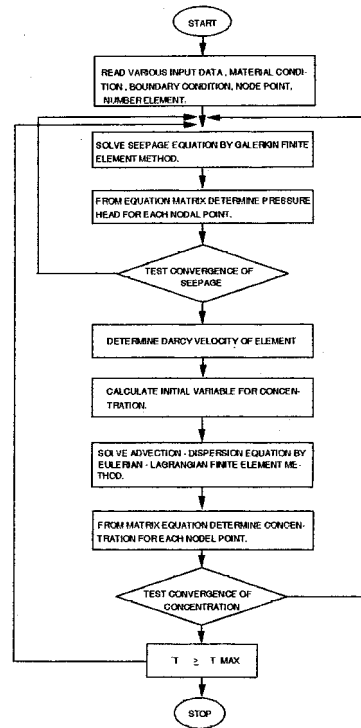 START
READ VARIOUS INPUT DATA , MATERIAL CONDI-
TION , BOUNDARY CONDITION, NODE POINT,
NUMBER ELEMENT.
SOLVE SEEPAGE EQUATION BY GALERKIN FINITE
ELEMENT METHOD.
FROM EQUATION MATRIX DETERMINE PRESSURE
HEAD FOR EACH NODAL POINT.
TEST CONVERGENCE OF
SEEPAGE
DETERMINE DARCY VELOCITY OF ELEMENT
CALCULATE INITIAL VARIABLE FOR CONCEN-
TRATION.
SOLVE ADVECTION - DISPERSION EQUATION BY
EULERIAN - LAGRANGIAN FINITE ELEMENT ME-
THOD.
FROM MATRIX EQUATION DETERMINE CONCEN-
TRATION FOR EACH NODEL POINT.
TEST CONVERGENCE OF
CONCENTRATION
T ≥ T MAX
STOP